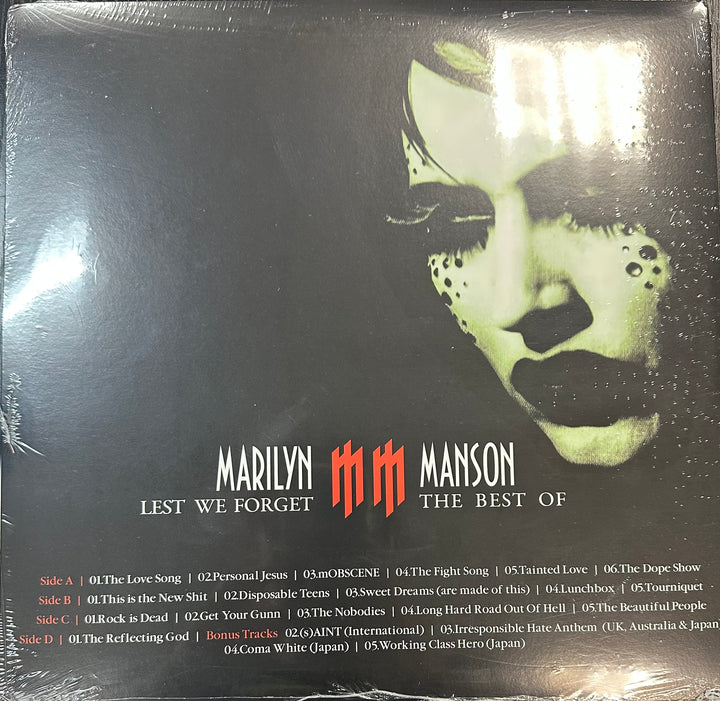 MARILYN MM MANSON
LEST WE FORGET THE BEST OF
Side A | 01.The Love Song | 02.Personal Jesus | 03.mOBSCENE | 04.The Fight Song | 05.Tainted Love | 06.The Dope Show
Side B | 01.This is the New Shit | 02.Disposable Teens | 03.Sweet Dreams (are made of this) | 04.Lunchbox | 05.Tourniquet
Side C | 01.Rock is Dead | 02.Get Your Gunn | 03.The Nobodies | 04.Long Hard Road Out Of Hell | 05.The Beautiful People
Side D | 01.The Reflecting God | Bonus Tracks 02.(s)AINT (International) | 03.Irresponsible Hate Anthem (UK, Australia & Japan)
04.Coma White (Japan) | 05.Working Class Hero (Japan)